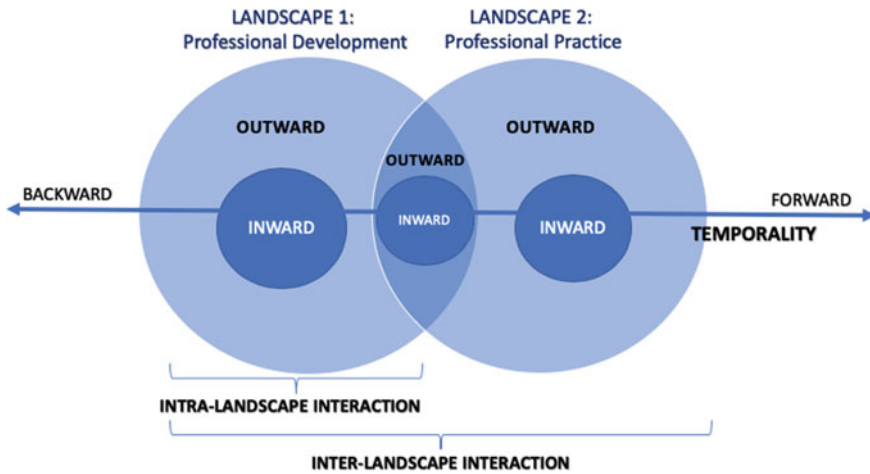 LANDSCAPE 1:
Professional Development
LANDSCAPE 2:
Professional Practice
OUTWARD
OUTWARD
OUTWARD
BACKWARD
FORWARD
INWARD
INWARD
INWARD
TEMPORALITY
INTRA-LANDSCAPE INTERACTION
INTER-LANDSCAPE INTERACTION